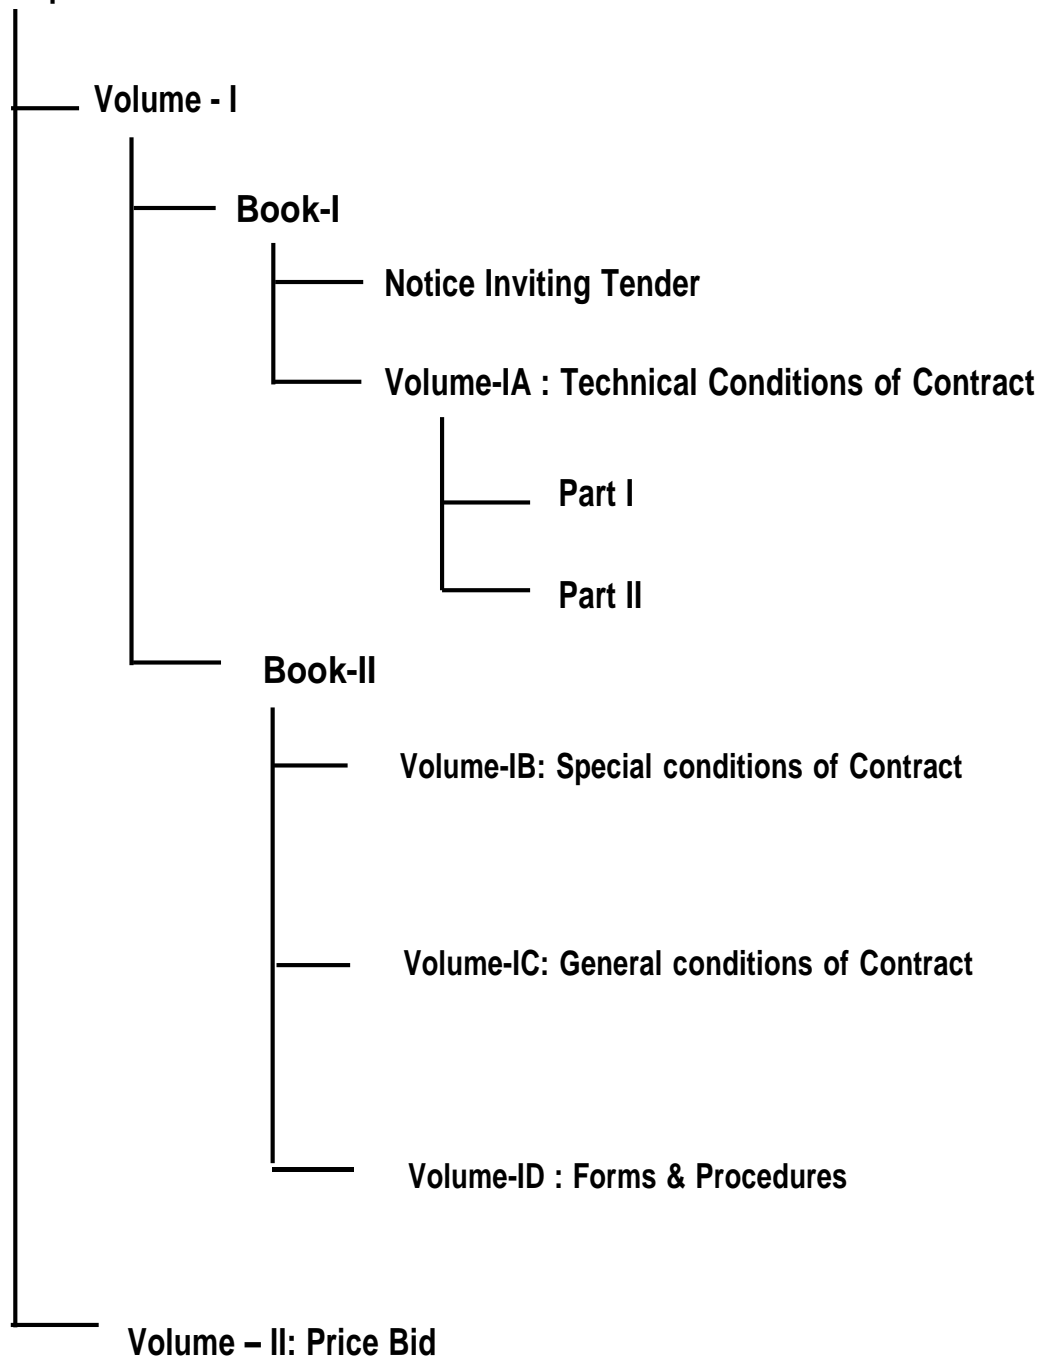 Volume - I
Book-I
Notice Inviting Tender
Volume-IA : Technical Conditions of Contract
Part I
Part II
Book-II
Volume-IB: Special conditions of Contract
Volume-IC: General conditions of Contract
Volume-ID : Forms & Procedures
Volume – II: Price Bid